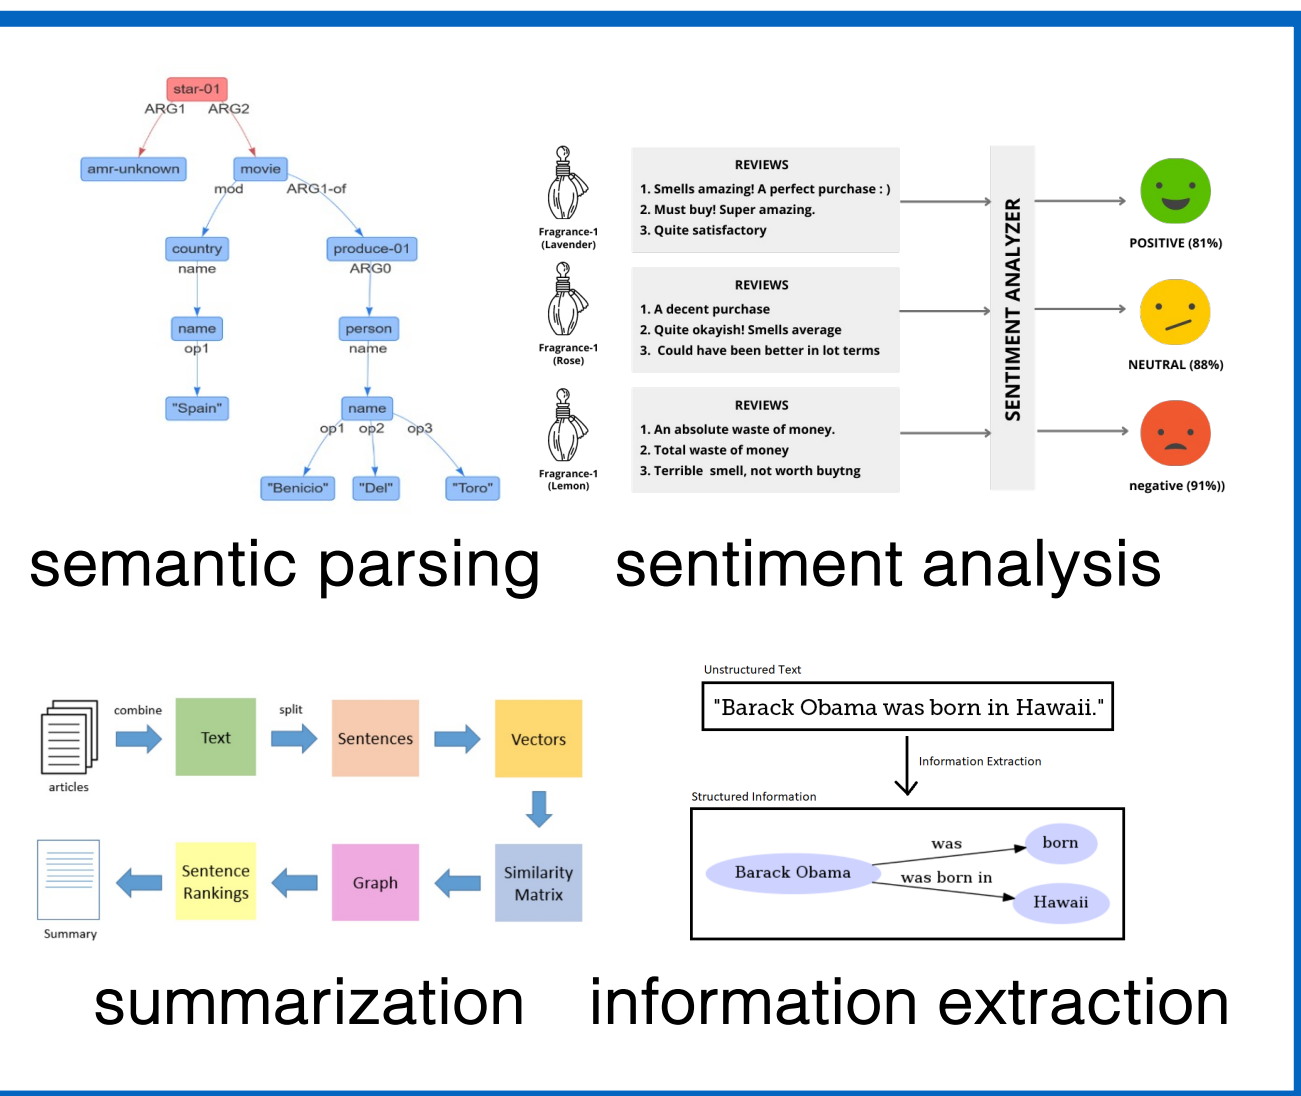 star-01
ARG1 ARG2
amr-unknown movie
mod ARG1-of
country produce-01
name ARG0
name person
op1 name
"Spain" name
op1 op2 op3
"Benicio" "Del" "Toro"
semantic parsing
Fragrance-1
(Lavender)
REVIEWS
1. Smells amazing! A perfect purchase : )
2. Must buy! Super amazing.
3. Quite satisfactory
POSITIVE (81%)
Fragrance-1
(Rose)
REVIEWS
1. A decent purchase
2. Quite okayish! Smells average
3. Could have been better in lot terms
NEUTRAL (88%)
Fragrance-1
(Lemon)
REVIEWS
1. An absolute waste of money.
2. Total waste of money
3. Terrible smell, not worth buytng
negative (91%))
SENTIMENT ANALYZER
sentiment analysis
articles
combine
Text
split
Sentences
Vectors
Similarity
Matrix
Graph
Sentence
Rankings
Summary
summarization
Unstructured Text
"Barack Obama was born in Hawaii."
Information Extraction
Structured Information
Barack Obama
was
born
was born in
Hawaii
information extraction